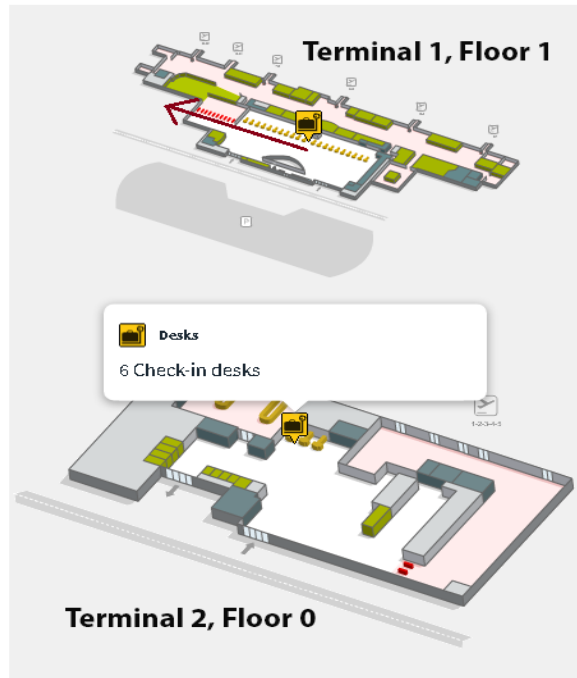 Terminal 1, Floor 1
P
Desks
6 Check-in desks
1-2-3-4-5
Terminal 2, Floor 0